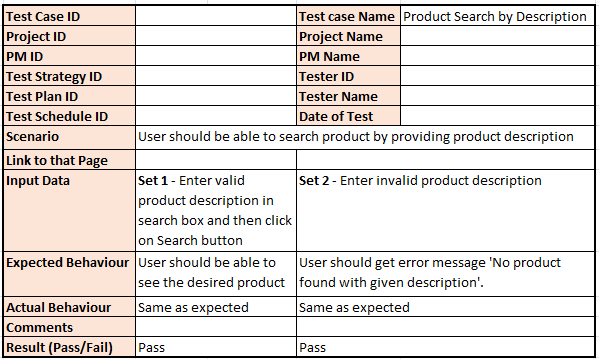 Test Case ID Test case Name Product Search by Description
Project ID Project Name
PM ID PM Name
Test Strategy ID Tester ID
Test Plan ID Tester Name
Test Schedule ID Date of Test
Scenario User should be able to search product by providing product description
Link to that Page
Input Data Set 1 - Enter valid Set 2 - Enter invalid product description
product description in
search box and then click
on Search button
Expected Behaviour User should be able to User should get error message 'No product
see the desired product found with given description'.
Actual Behaviour Same as expected Same as expected
Comments
Result (Pass/Fail) Pass Pass